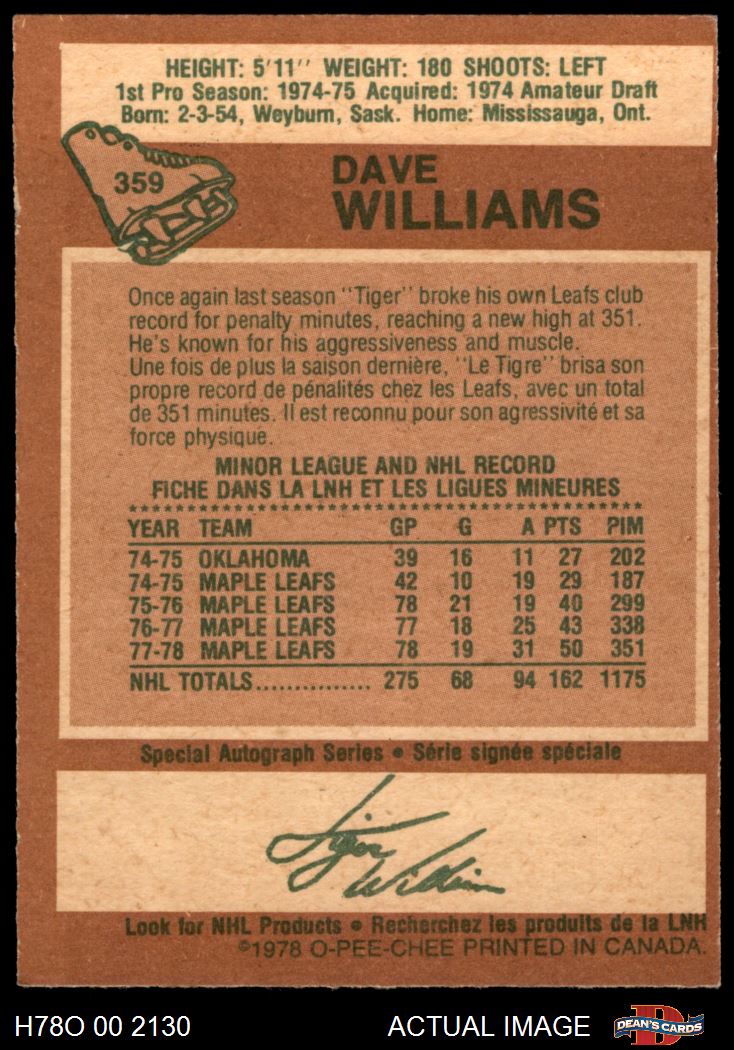 HEIGHT: 5'11'' WEIGHT: 180 SHOOTS: LEFT
1st Pro Season: 1974-75 Acquired: 1974 Amateur Draft
Born: 2-3-54, Weyburn, Sask. Home: Mississauga, Ont.
359
DAVE
WILLIAMS
Once again last season "Tiger" broke his own Leafs club
record for penalty minutes, reaching a new high at 351.
He's known for his aggressiveness and muscle.
Une fois de plus la saison dernière, "Le Tigre" brisa son
propre record de pénalités chez les Leafs, avec un total
de 351 minutes. Il est reconnu pour son agressivité et sa
force physique.
MINOR LEAGUE AND NHL RECORD
FICHE DANS LA LNH ET LES LIGUES MINEURES
YEAR TEAM GP G A PTS PIM
74-75 OKLAHOMA 39 16 11 27 202
74-75 MAPLE LEAFS 42 10 19 29 187
75-76 MAPLE LEAFS 78 21 19 40 299
76-77 MAPLE LEAFS 77 18 25 43 338
77-78 MAPLE LEAFS 78 19 31 50 351
NHL TOTALS............... 275 68 94 162 1175
Special Autograph Series • Série signée spéciale
Tiger Williams
Look for NHL Products • Recherchez les produits de la LNH
©1978 O-PEE-CHEE PRINTED IN CANADA.
H78O 00 2130 ACTUAL IMAGE D DEAN'S CARDS